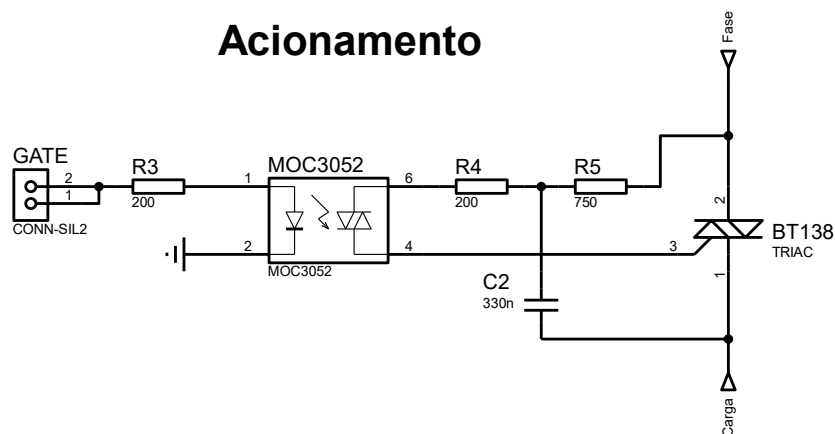 Acionamento
Fase
GATE
2
1
CONN-SIL2
R3
200
MOC3052
1
2
6
4
MOC3052
R4
200
R5
750
C2
330n
2
3
1
BT138
TRIAC
Carga